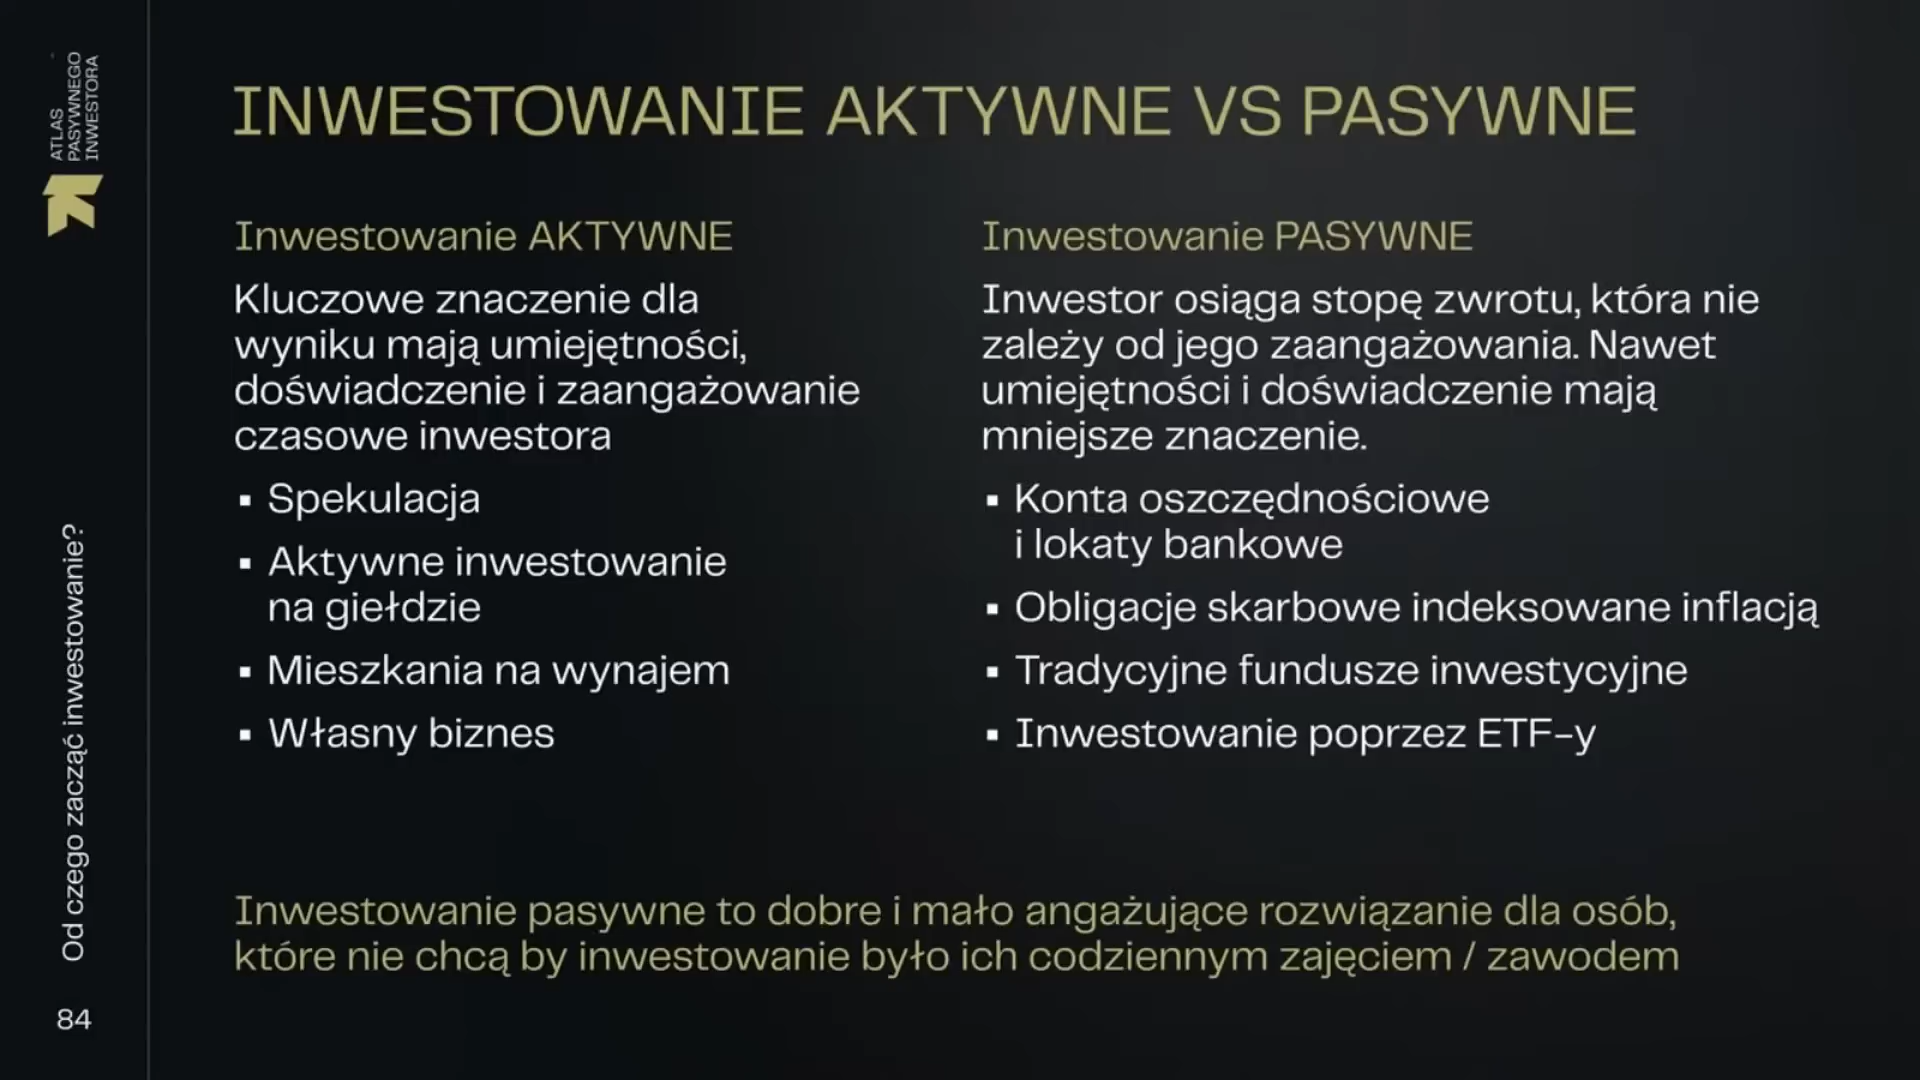 ATLAS
PASYWNEGO
INWESTORA
INWESTOWANIE AKTYWNE VS PASYWNE
Inwestowanie AKTYWNE
Kluczowe znaczenie dla
wyniku mają umiejętności,
doświadczenie i zaangażowanie
czasowe inwestora
▪ Spekulacja
▪ Aktywne inwestowanie
na giełdzie
▪ Mieszkania na wynajem
▪ Własny biznes
Inwestowanie PASYWNE
Inwestor osiąga stopę zwrotu, która nie
zależy od jego zaangażowania. Nawet
umiejętności i doświadczenie mają
mniejsze znaczenie.
▪ Konta oszczędnościowe
i lokaty bankowe
▪ Obligacje skarbowe indeksowane inflacją
▪ Tradycyjne fundusze inwestycyjne
▪ Inwestowanie poprzez ETF-y
Inwestowanie pasywne to dobre i mało angażujące rozwiązanie dla osób,
które nie chcą by inwestowanie było ich codziennym zajęciem / zawodem
Od czego zacząć inwestowanie?
84